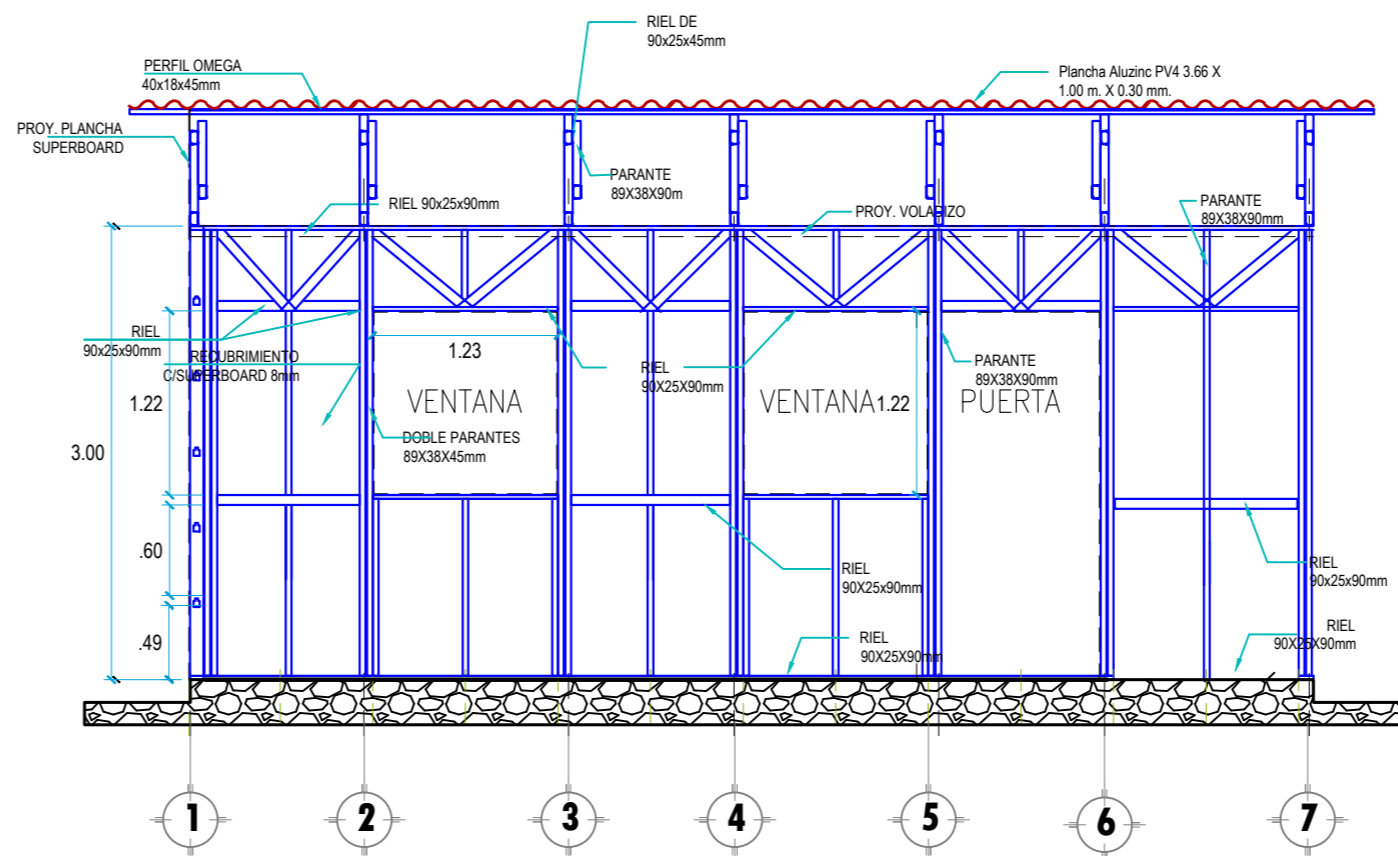 RIEL DE
90x25x45mm
PERFIL OMEGA
40x18x45mm
Plancha Aluzinc PV4 3.66 X
1.00 m. X 0.30 mm.
PROY. PLANCHA
SUPERBOARD
PARANTE
89X38X90m
RIEL 90x25x90mm
PROY. VOLADIZO
PARANTE
89X38X90mm
RIEL
90x25x90mm
RECUBRIMIENTO
C/SUPERBOARD 8mm
1.23
RIEL
90X25X90mm
PARANTE
89X38X90mm
1.22
VENTANA
VENTANA
1.22
PUERTA
DOBLE PARANTES
89X38X45mm
3.00
.60
RIEL
90X25x90mm
RIEL
90x25x90mm
.49
RIEL
90X25X90mm
RIEL
90X25X90mm
1
2
3
4
5
6
7